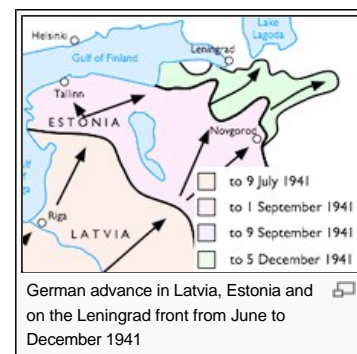 Lake
Lagoda
Helsinki
Leningrad
Gulf of Finland
Tallinn
ESTONIA
Novgorod
to 9 July 1941
to 1 September 1941
Riga
to 9 September 1941
LATVIA
to 5 December 1941
German advance in Latvia, Estonia and
on the Leningrad front from June to
December 1941